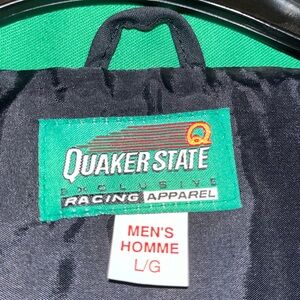 Q
QUAKER STATE
EXCLUSIVE
RACING APPAREL
MEN'S
HOMME
L/G